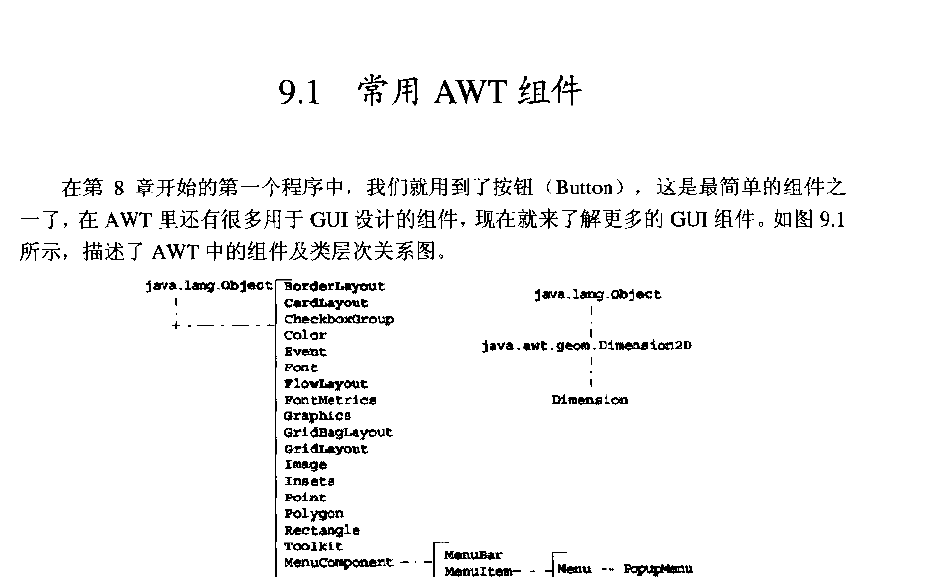 9.1 常用 AWT 组件
在第 8 章开始的第一个程序中，我们就用到了按钮（Button），这是最简单的组件之
一了，在 AWT 里还有很多用于 GUI 设计的组件，现在就来了解更多的 GUI 组件。如图 9.1
所示，描述了 AWT 中的组件及类层次关系图。
java.lang.Object
BorderLayout
CardLayout
CheckboxGroup
Color
Event
Font
FlowLayout
FontMetrics
Graphics
GridBagLayout
GridLayout
Image
Insets
Point
Polygon
Rectangle
Toolkit
MenuComponent
MenuBar
MenuItem
Menu
PopupMenu
java.lang.Object
java.awt.geom.Dimension2D
Dimension